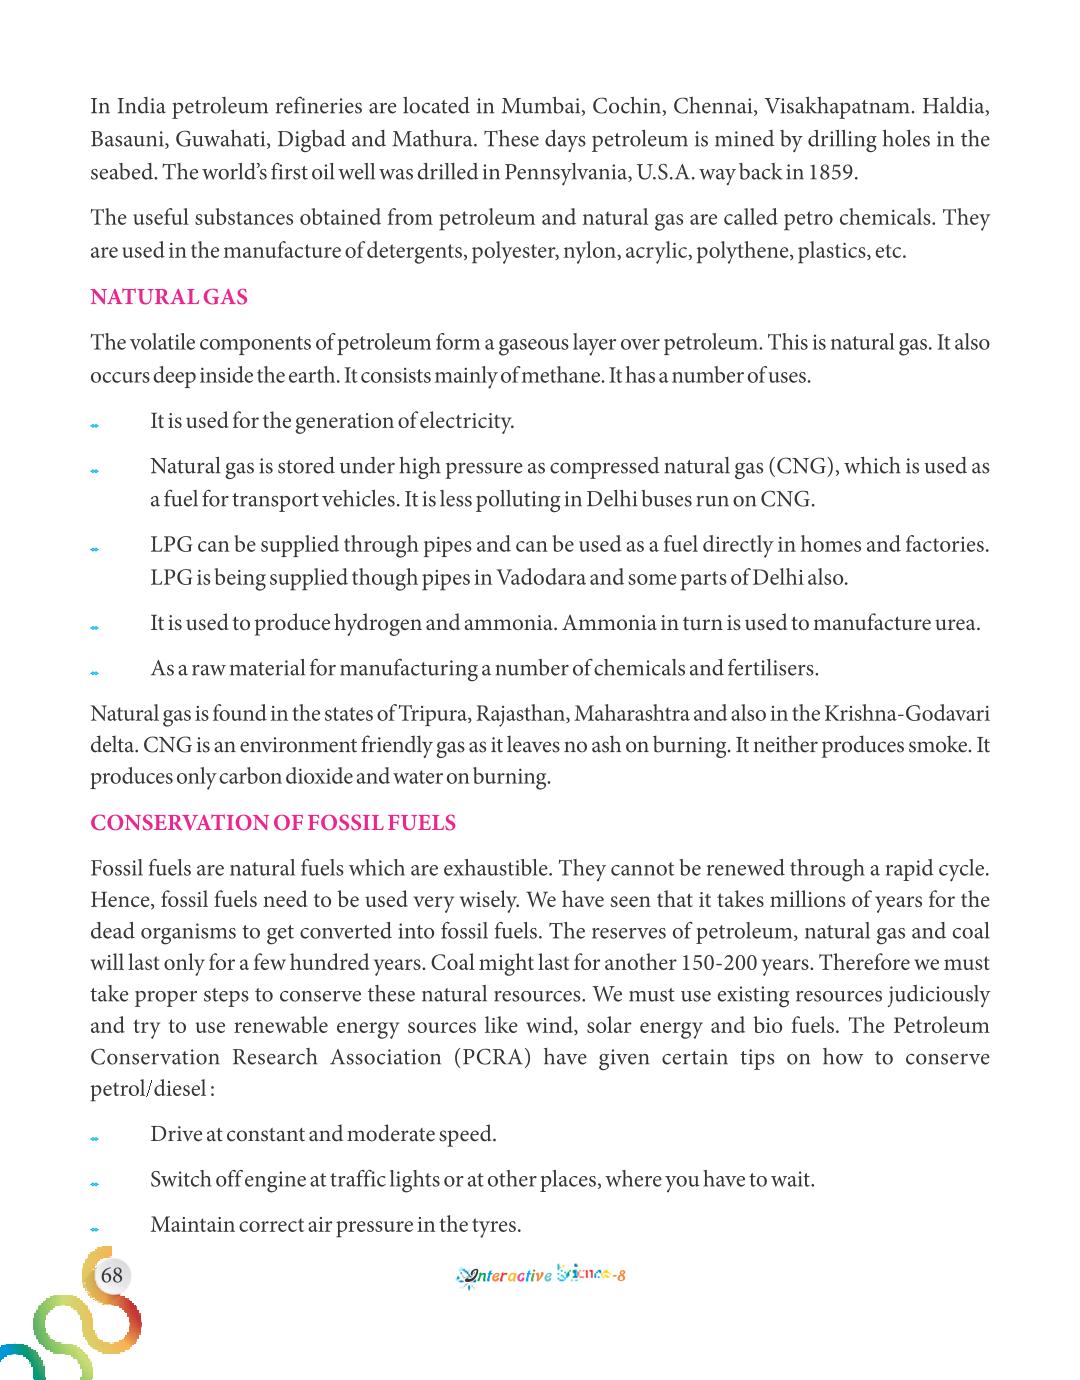 In India petroleum refineries are located in Mumbai, Cochin, Chennai, Visakhapatnam. Haldia,
Basauni, Guwahati, Digbad and Mathura. These days petroleum is mined by drilling holes in the
seabed. The world's first oil well was drilled in Pennsylvania, U.S.A. way back in 1859.
The useful substances obtained from petroleum and natural gas are called petro chemicals. They
are used in the manufacture of detergents, polyester, nylon, acrylic, polythene, plastics, etc.
NATURAL GAS
The volatile components of petroleum form a gaseous layer over petroleum. This is natural gas. It also
occurs deep inside the earth. It consists mainly of methane. It has a number of uses.
It is used for the generation of electricity.
Natural gas is stored under high pressure as compressed natural gas (CNG), which is used as
a fuel for transport vehicles. It is less polluting in Delhi buses run on CNG.
LPG can be supplied through pipes and can be used as a fuel directly in homes and factories.
LPG is being supplied though pipes in Vadodara and some parts of Delhi also.
It is used to produce hydrogen and ammonia. Ammonia in turn is used to manufacture urea.
As a raw material for manufacturing a number of chemicals and fertilisers.
Natural gas is found in the states of Tripura, Rajasthan, Maharashtra and also in the Krishna-Godavari
delta. CNG is an environment friendly gas as it leaves no ash on burning. It neither produces smoke. It
produces only carbon dioxide and water on burning.
CONSERVATION OF FOSSIL FUELS
Fossil fuels are natural fuels which are exhaustible. They cannot be renewed through a rapid cycle.
Hence, fossil fuels need to be used very wisely. We have seen that it takes millions of years for the
dead organisms to get converted into fossil fuels. The reserves of petroleum, natural gas and coal
will last only for a few hundred years. Coal might last for another 150-200 years. Therefore we must
take proper steps to conserve these natural resources. We must use existing resources judiciously
and try to use renewable energy sources like wind, solar energy and bio fuels. The Petroleum
Conservation Research Association (PCRA) have given certain tips on how to conserve
petrol/diesel :
Drive at constant and moderate speed.
Switch off engine at traffic lights or at other places, where you have to wait.
Maintain correct air pressure in the tyres.
68
Interactive Science-8